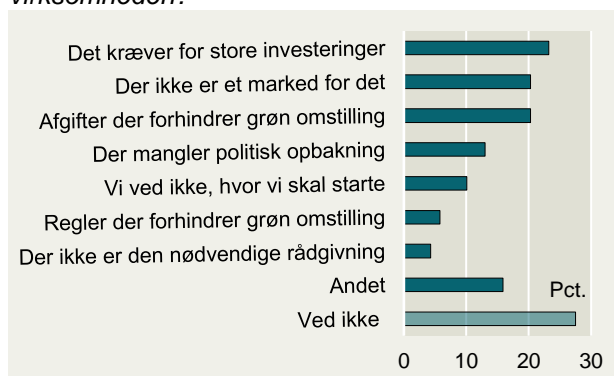 virksomheden?
Det kræver for store investeringer
Der ikke er et marked for det
Afgifter der forhindrer grøn omstilling
Der mangler politisk opbakning
Vi ved ikke, hvor vi skal starte
Regler der forhindrer grøn omstilling
Der ikke er den nødvendige rådgivning
Andet
Pct.
Ved ikke
0 10 20 30